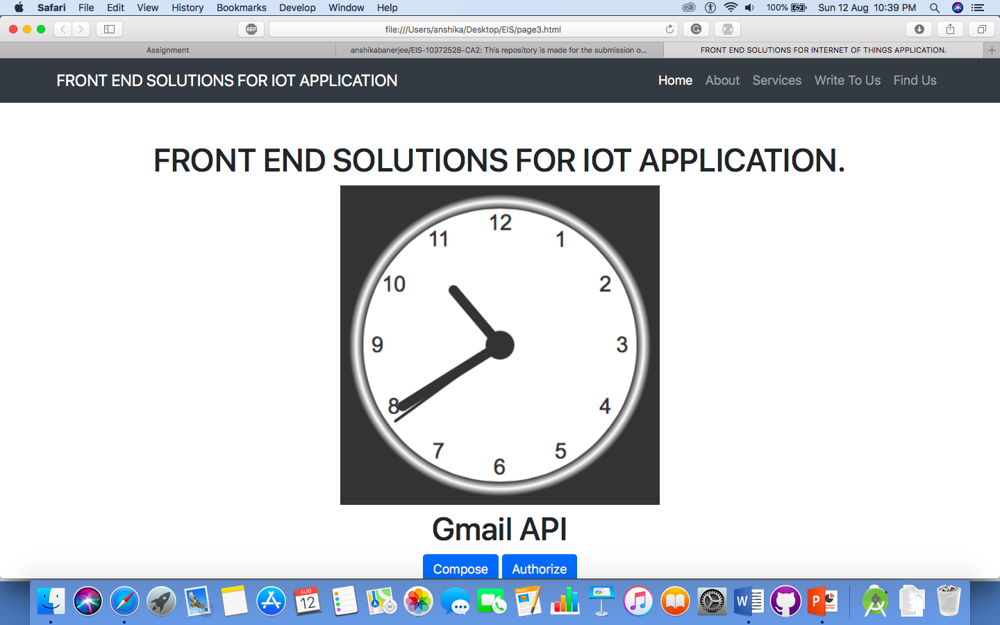 Safari File Edit View History Bookmarks Develop Window Help 100% Sun 12 Aug 10:39 PM
ABP file:///Users/anshika/Desktop/EIS/page3.html
Assignment anshikabanerjee/EIS-10372528-CA2: This repository is made for the submission o... FRONT END SOLUTIONS FOR INTERNET OF THINGS APPLICATION.
FRONT END SOLUTIONS FOR IOT APPLICATION Home About Services Write To Us Find Us
FRONT END SOLUTIONS FOR IOT APPLICATION.
12
11 1
10 2
9 3
8 4
7 5
6
Gmail API
Compose Authorize
AUG
12
W P
TXT